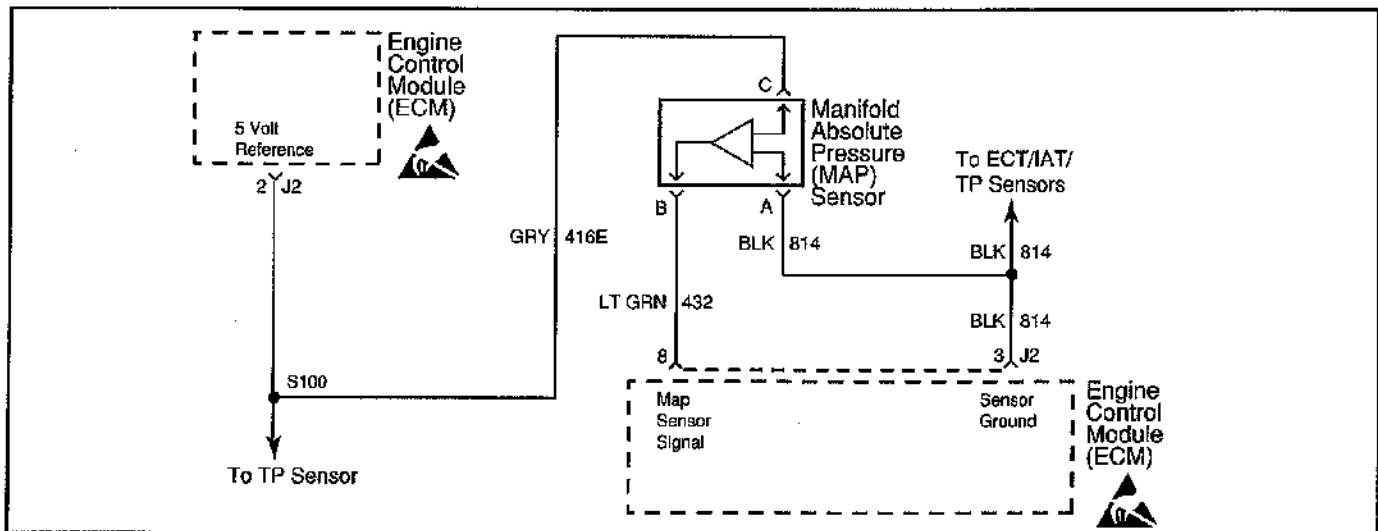 Engine
Control
Module
(ECM)
5 Volt
Reference
2 J2
GRY 416E
S100
To TP Sensor
C
Manifold
Absolute
Pressure
(MAP)
Sensor
B A
BLK 814
LT GRN 432
To ECT/IAT/
TP Sensors
BLK 814
BLK 814
8 3 J2
Map
Sensor
Signal
Sensor
Ground
Engine
Control
Module
(ECM)